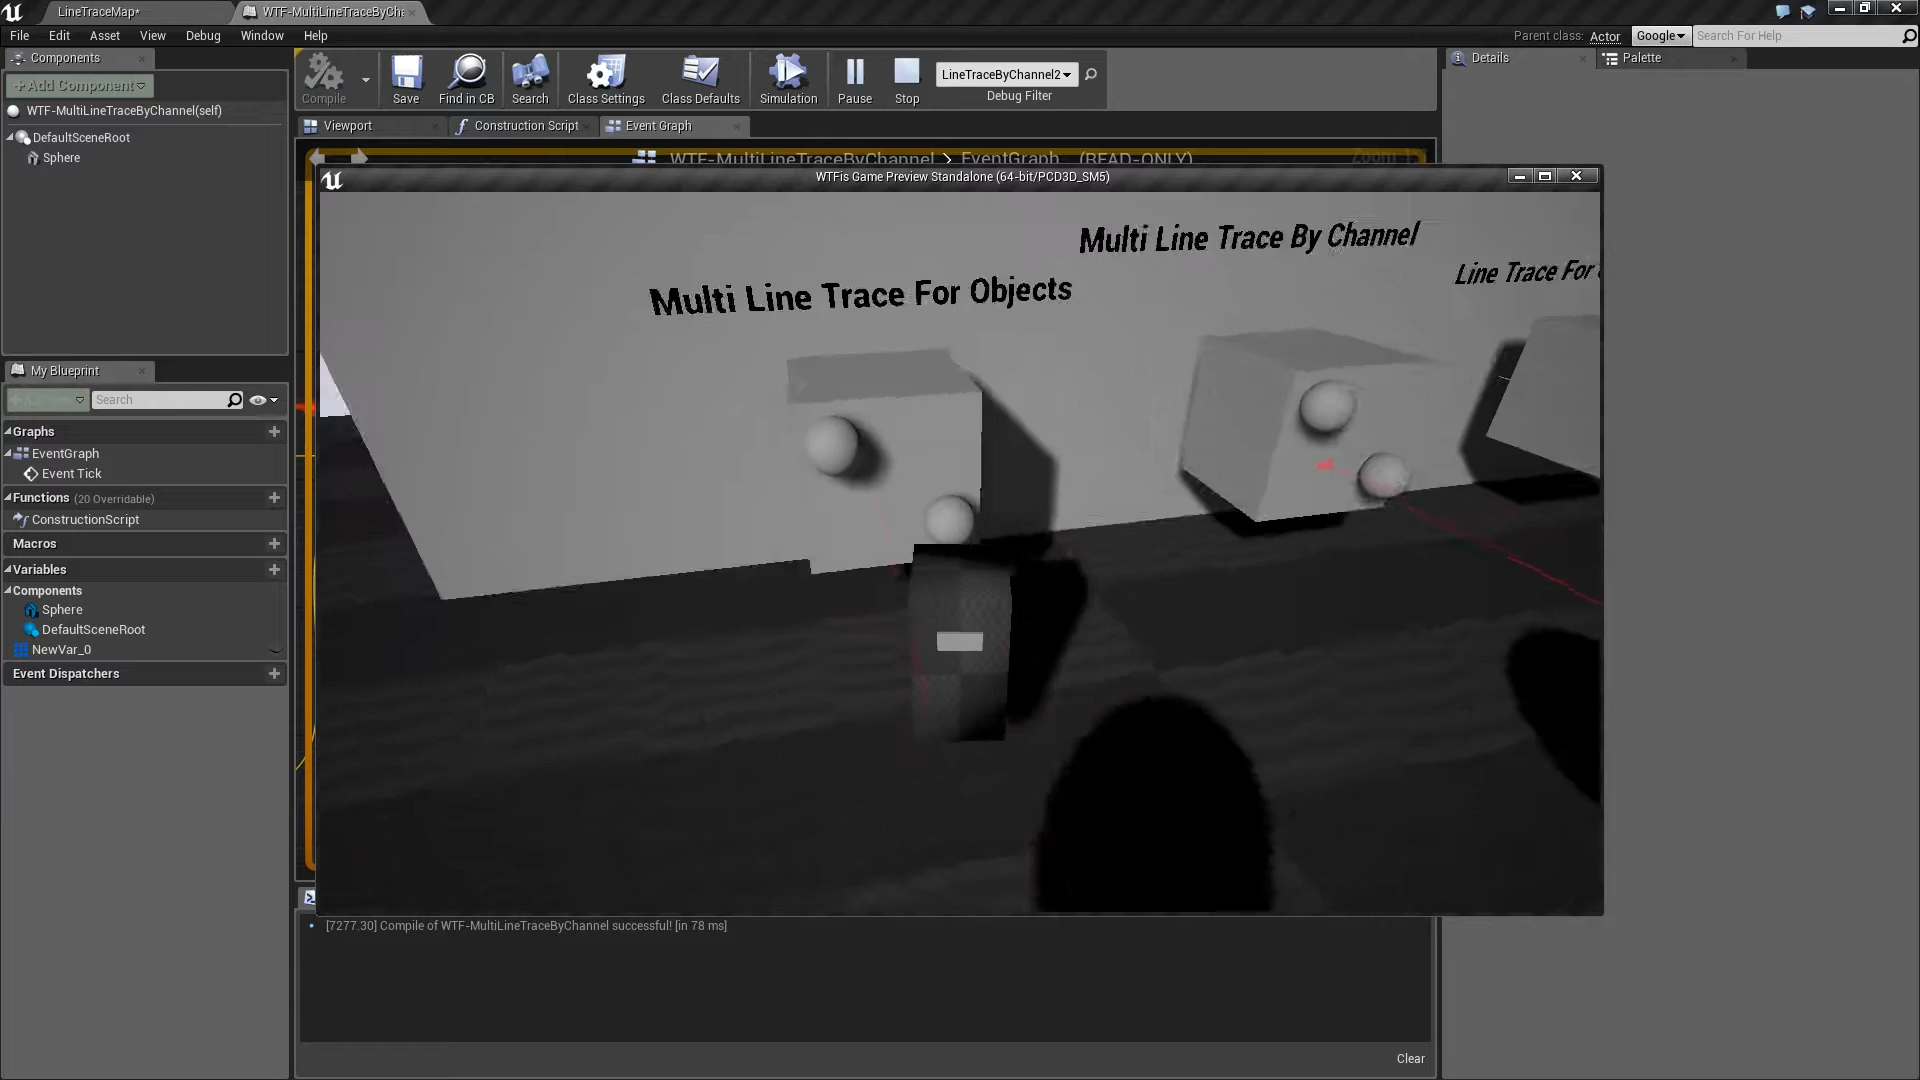 LineTraceMap*
WTF-MultiLineTraceByCha
File Edit Asset View Debug Window Help
Parent class: Actor
Google
Search For Help
Components
+Add Component
WTF-MultiLineTraceByChannel(self)
DefaultSceneRoot
Sphere
Compile
Save
Find in CB
Search
Class Settings
Class Defaults
Simulation
Pause
Stop
LineTraceByChannel2
Debug Filter
Details
Palette
Viewport
Construction Script
Event Graph
WTF-MultiLineTraceByChannel > EventGraph (READ-ONLY)
WTFis Game Preview Standalone (64-bit/PCD3D_SM5)
Multi Line Trace By Channel
Multi Line Trace For Objects
Line Trace For
My Blueprint
Search
Graphs
EventGraph
Event Tick
Functions (20 Overridable)
ConstructionScript
Macros
Variables
Components
Sphere
DefaultSceneRoot
NewVar_0
Event Dispatchers
[7277.30] Compile of WTF-MultiLineTraceByChannel successful! [in 78 ms]
Clear